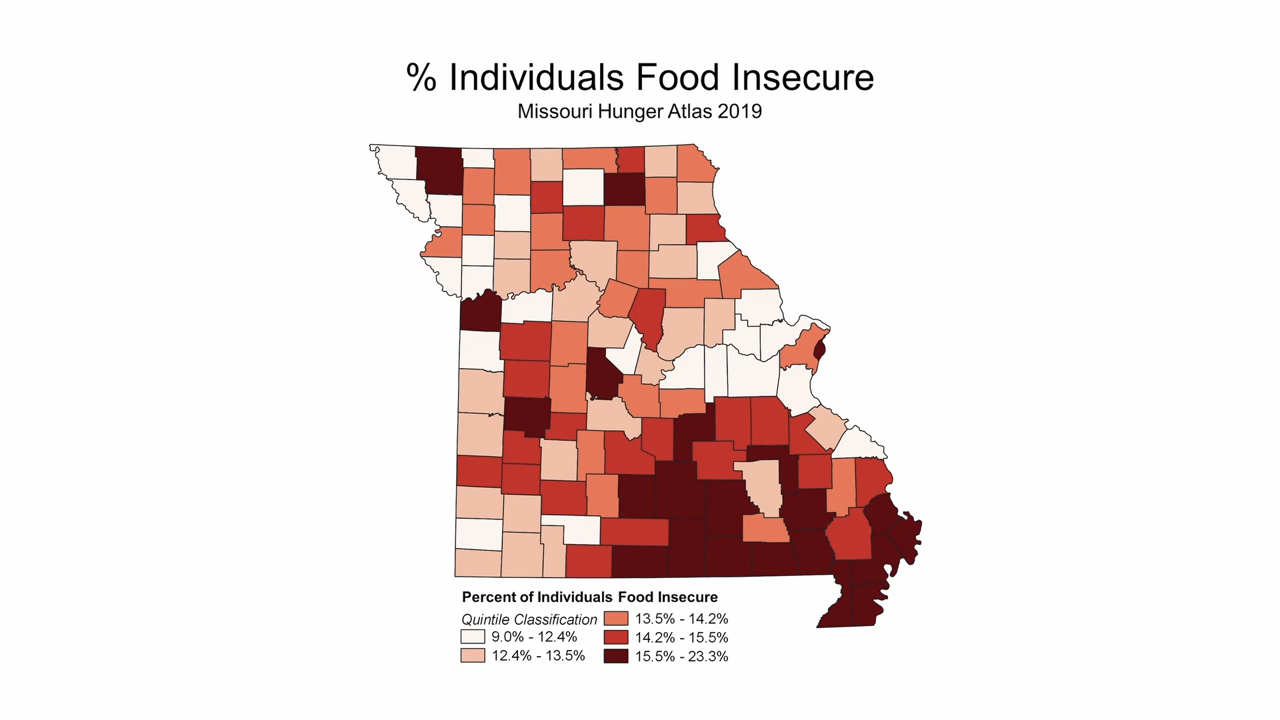 % Individuals Food Insecure
Missouri Hunger Atlas 2019
Percent of Individuals Food Insecure
Quintile Classification
9.0% - 12.4%
12.4% - 13.5%
13.5% - 14.2%
14.2% - 15.5%
15.5% - 23.3%